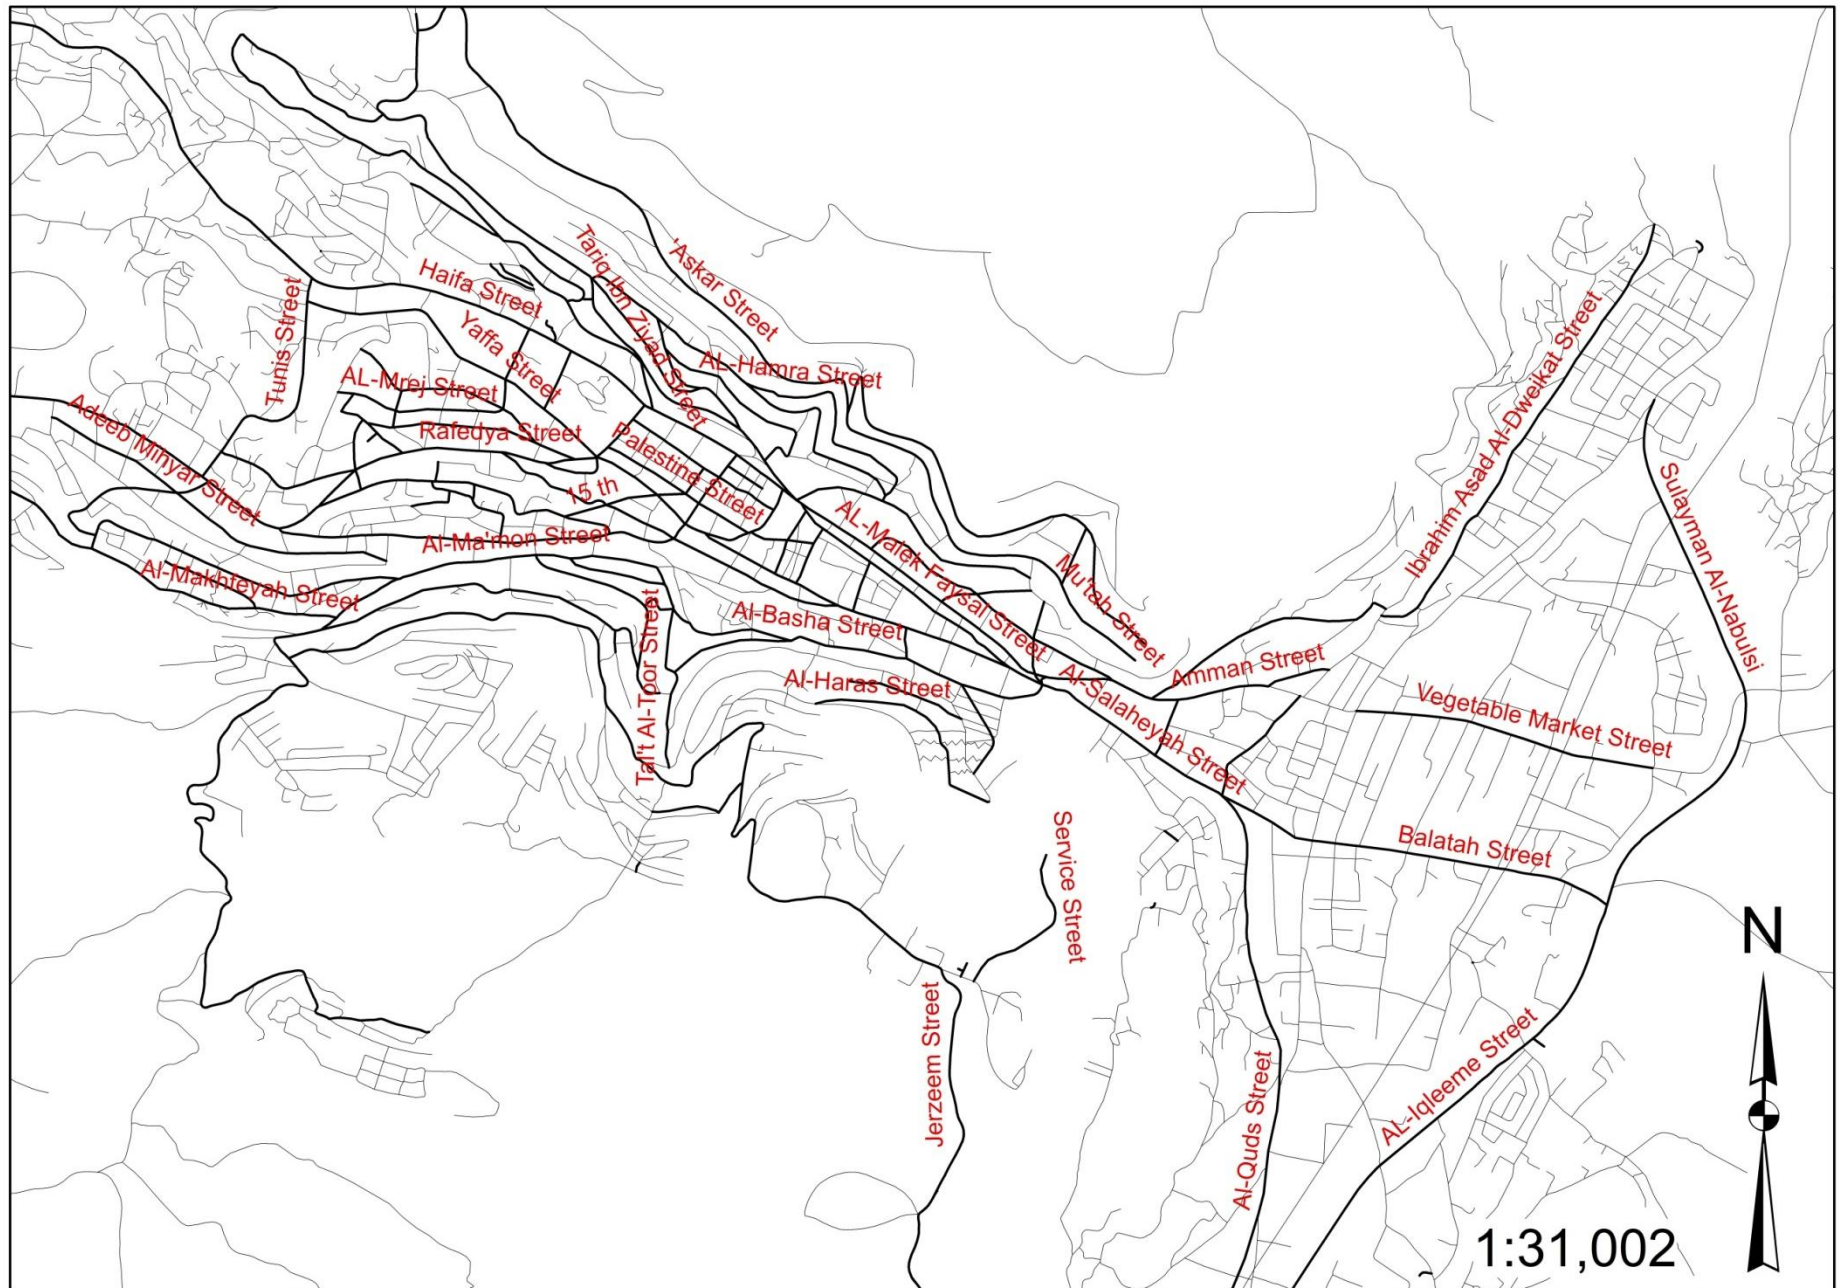 'Askar Street
Tariq Ibn Ziyad Street
Haifa Street
Tunis Street
Yaffa Street
AL-Hamra Street
AL-Mrej Street
Ibrahim Asad Al-Dweikat Street
Adeeb Minyar Street
Rafedya Street
Palestine Street
15 th
Sulayman Al-Nabulsi
AL-Malek Faysal Street
Al-Ma'mon Street
Mu'tah Street
Al-Makhteyah Street
Al-Basha Street
Tal't Al-Toor Street
Al-Haras Street
Al-Salaheyah Street
Amman Street
Vegetable Market Street
Balatah Street
Service Street
N
Jerzeem Street
Al-Quds Street
AL-Iqleeme Street
1:31,002